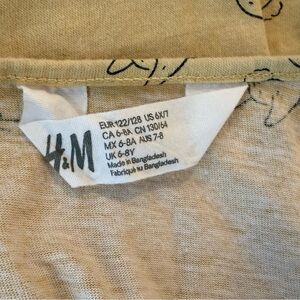 H&M
EUR 122/128 US 6X/7
CA 6-8X CN 130/64
MX 6-8A AUS 7-8
UK 6-8Y
Made in Bangladesh
Fabriqué au Bangladesh